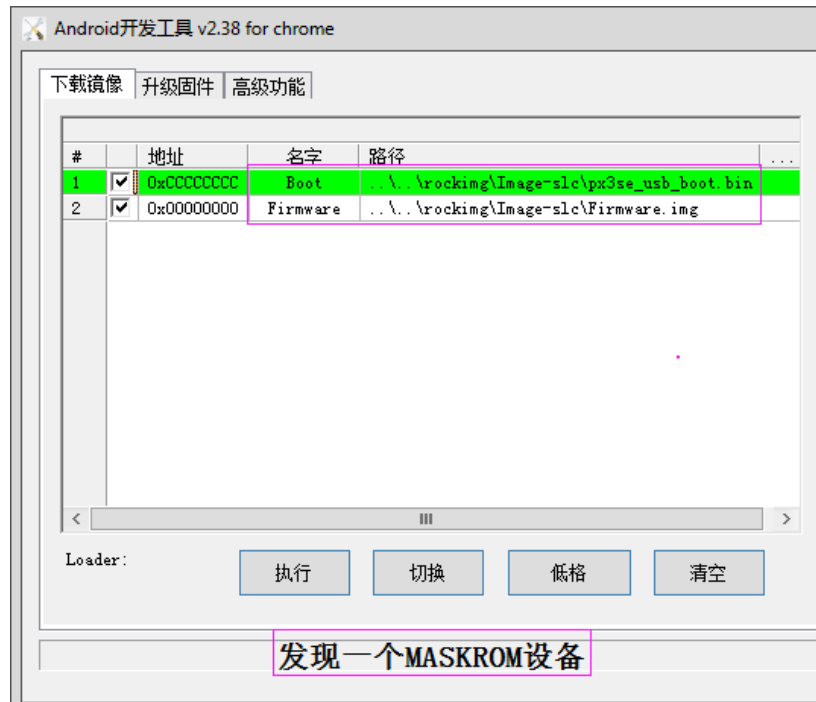 Android开发工具 v2.38 for chrome
下载镜像 升级固件 高级功能
# 地址 名字 路径 ...
1 0xCCCCCCCC Boot ..\..\rockimg\Image-slc\px3se_usb_boot.bin
2 0x00000000 Firmware ..\..\rockimg\Image-slc\Firmware.img
Loader: 执行 切换 低格 清空
发现一个MASKROM设备